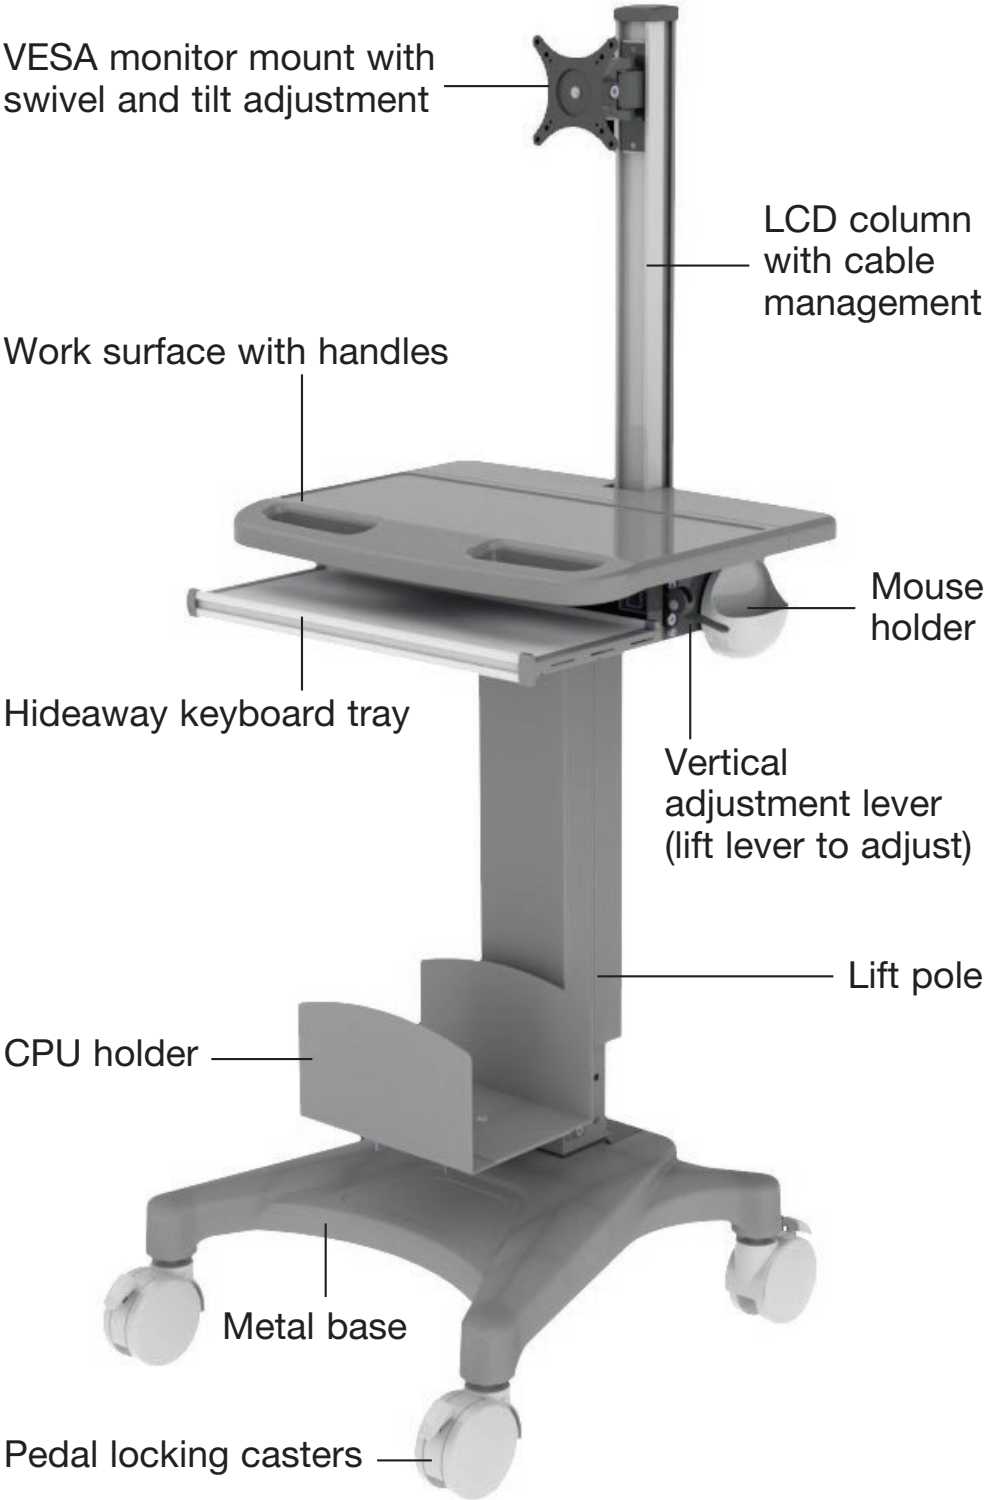 VESA monitor mount with
swivel and tilt adjustment
LCD column
with cable
management
Work surface with handles
Mouse
holder
Hideaway keyboard tray
Vertical
adjustment lever
(lift lever to adjust)
Lift pole
CPU holder
Metal base
Pedal locking casters